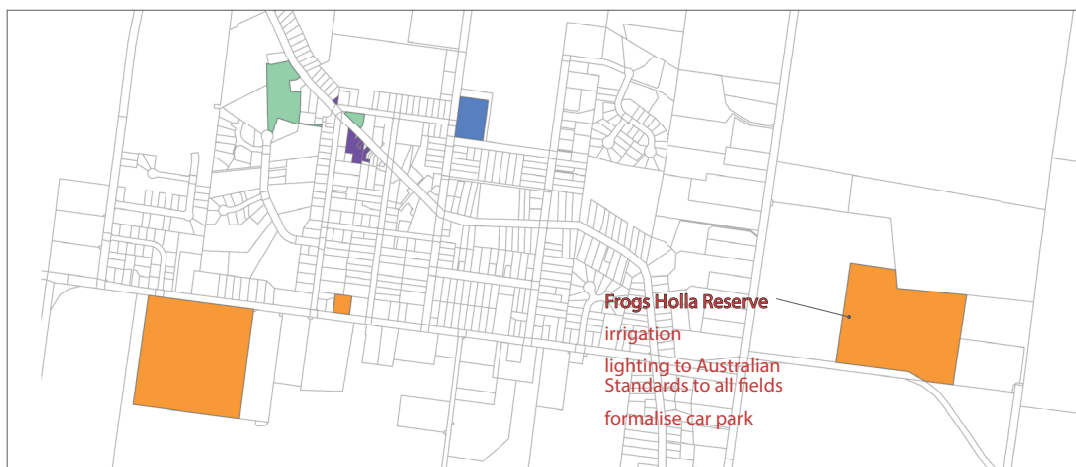 Frogs Holla Reserve
irrigation
lighting to Australian
Standards to all fields
formalise car park